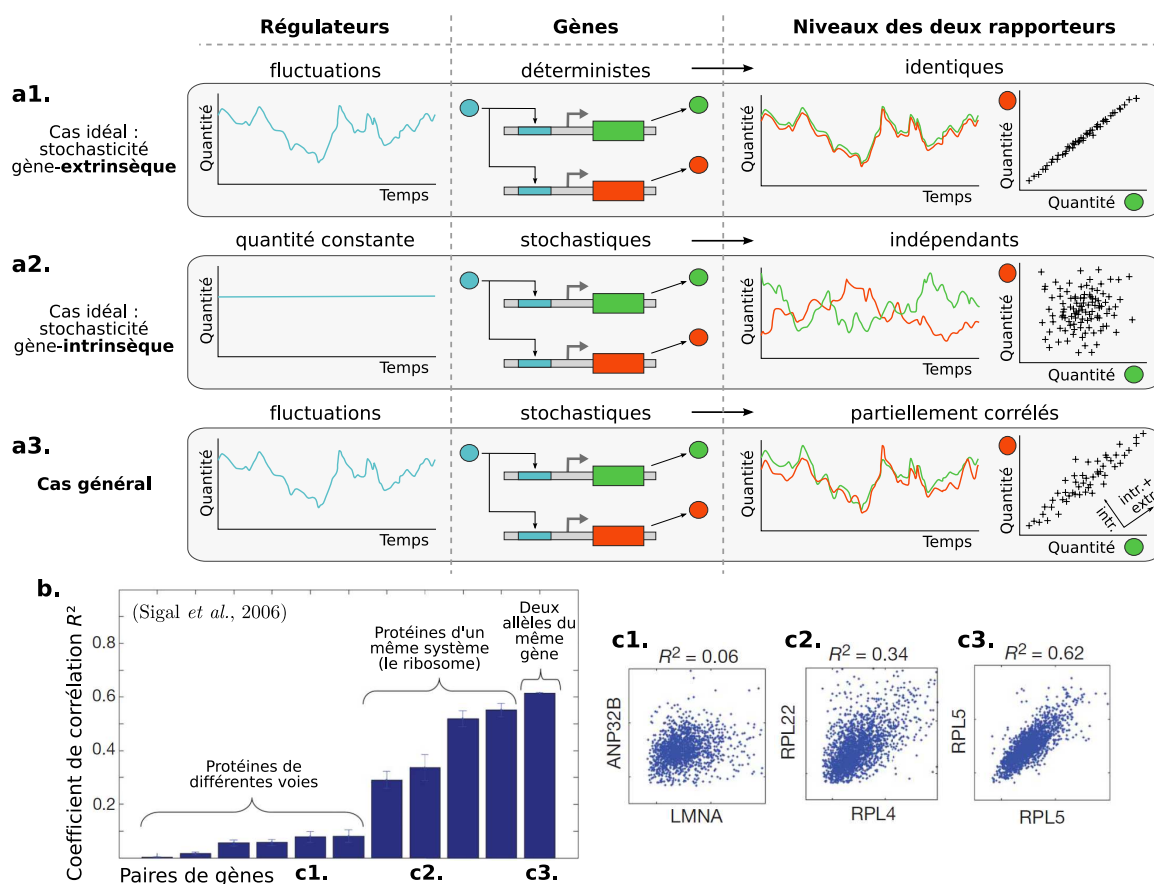 Régulateurs
Gènes
Niveaux des deux rapporteurs
a1.
Cas idéal :
stochasticité
gène-extrinsèque
fluctuations
déterministes
identiques
Quantité
Temps
Quantité
Temps
Quantité
Quantité
a2.
Cas idéal :
stochasticité
gène-intrinsèque
quantité constante
stochastiques
indépendants
Quantité
Temps
Quantité
Temps
Quantité
Quantité
a3.
Cas général
fluctuations
stochastiques
partiellement corrélés
Quantité
Temps
Quantité
Temps
Quantité
Quantité
intr.
intr.+
extr.
b.
(Sigal et al., 2006)
Coefficient de corrélation R²
0.8
0.6
0.4
0.2
Protéines de
différentes voies
Protéines d'un
même système
(le ribosome)
Deux
allèles du
même
gène
Paires de gènes
c1.
c2.
c3.
c1.
R² = 0.06
ANP32B
LMNA
c2.
R² = 0.34
RPL22
RPL4
c3.
R² = 0.62
RPL5
RPL5